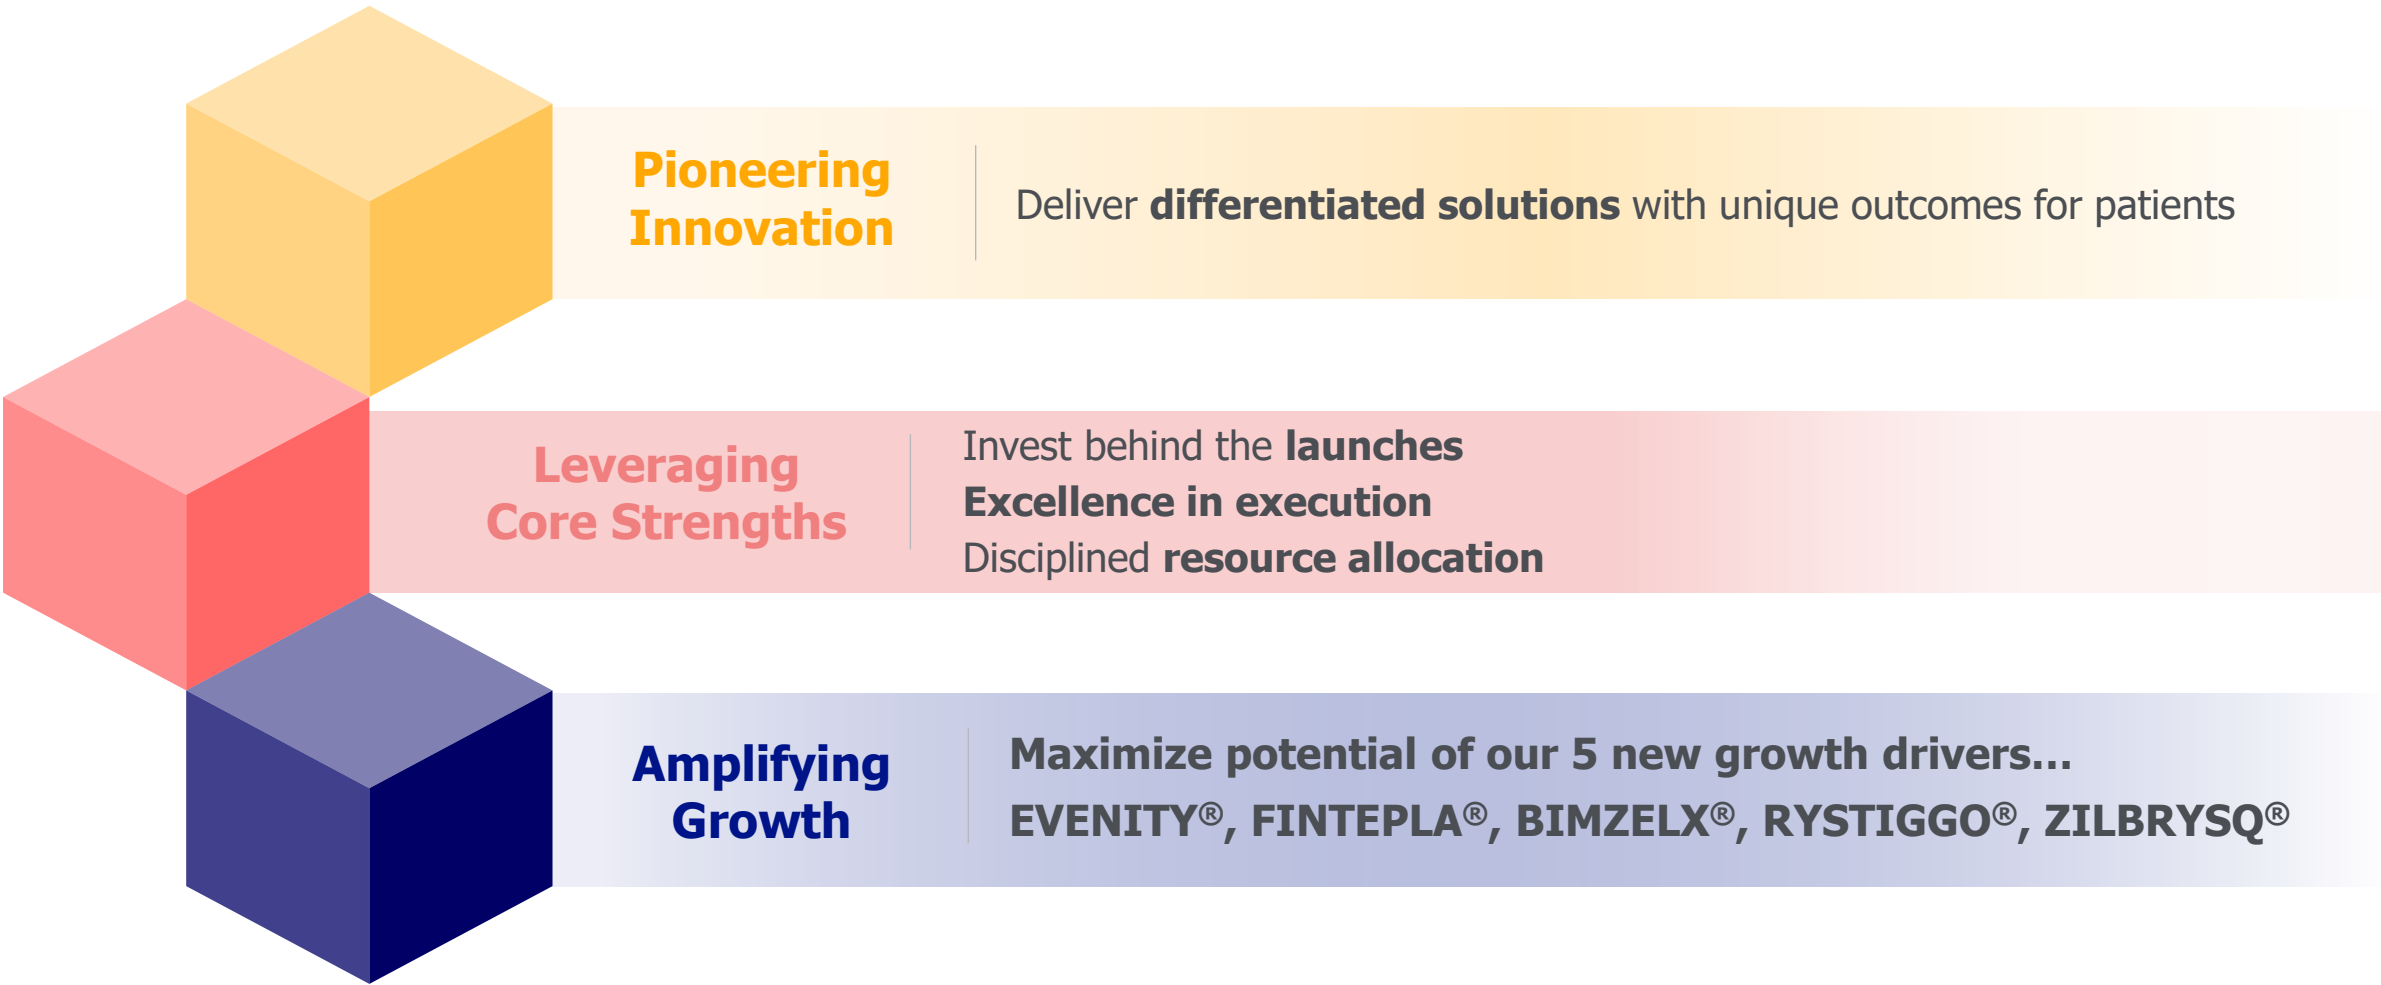 Pioneering
Innovation
Deliver differentiated solutions with unique outcomes for patients
Leveraging
Core Strengths
Invest behind the launches
Excellence in execution
Disciplined resource allocation
Amplifying
Growth
Maximize potential of our 5 new growth drivers...
EVENITY®, FINTEPLA®, BIMZELX®, RYSTIGGO®, ZILBRYSQ®